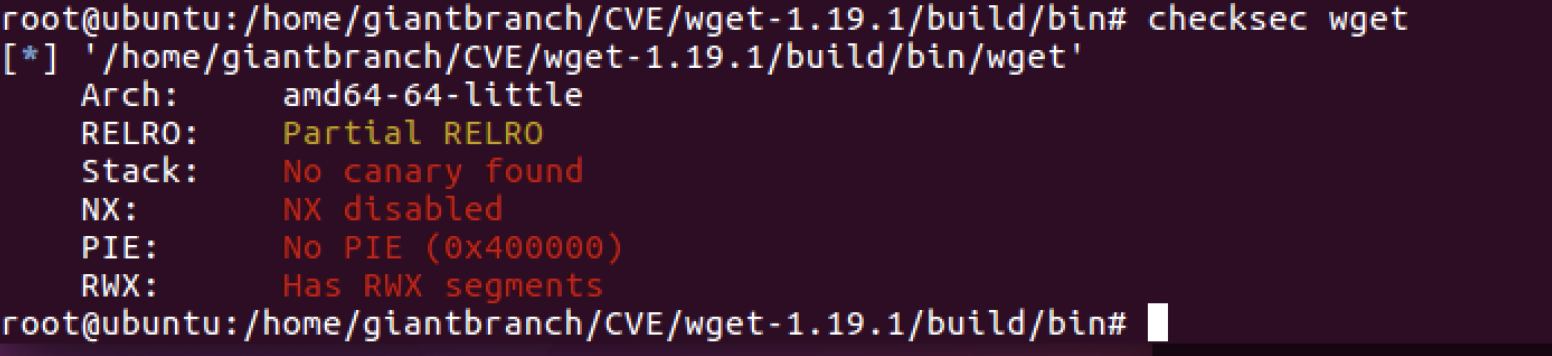 root@ubuntu:/home/giantbranch/CVE/wget-1.19.1/build/bin# checksec wget
[*] '/home/giantbranch/CVE/wget-1.19.1/build/bin/wget'
    Arch:     amd64-64-little
    RELRO:    Partial RELRO
    Stack:    No canary found
    NX:       NX disabled
    PIE:      No PIE (0x400000)
    RWX:      Has RWX segments
root@ubuntu:/home/giantbranch/CVE/wget-1.19.1/build/bin#